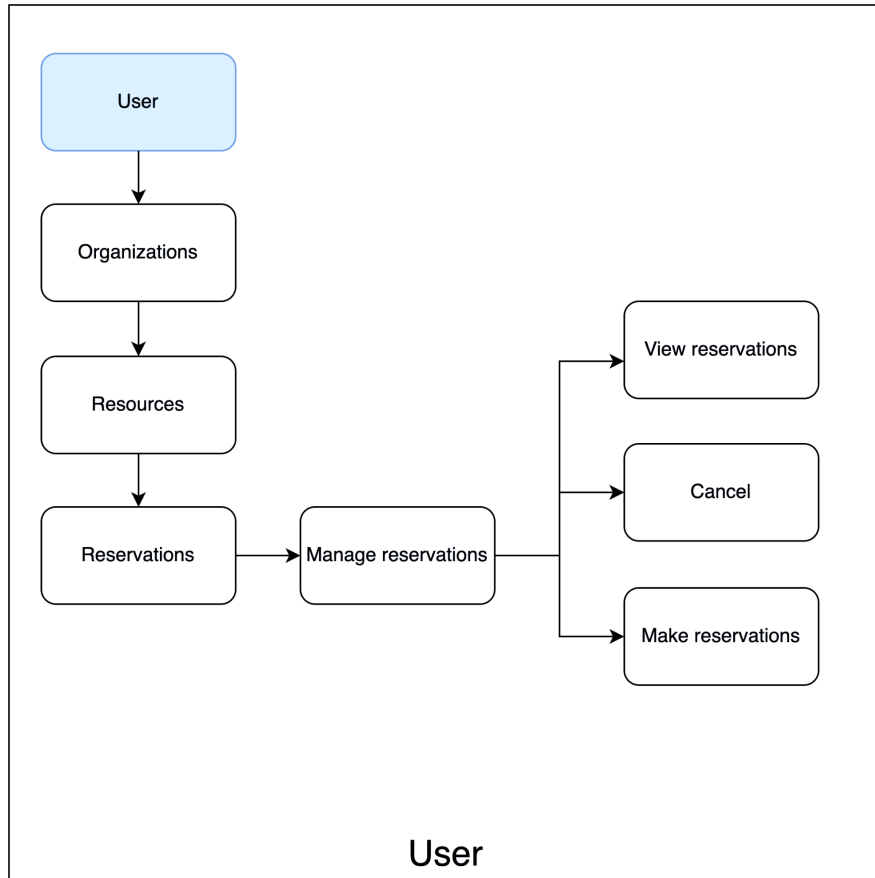 User
Organizations
Resources
Reservations
Manage reservations
View reservations
Cancel
Make reservations
User